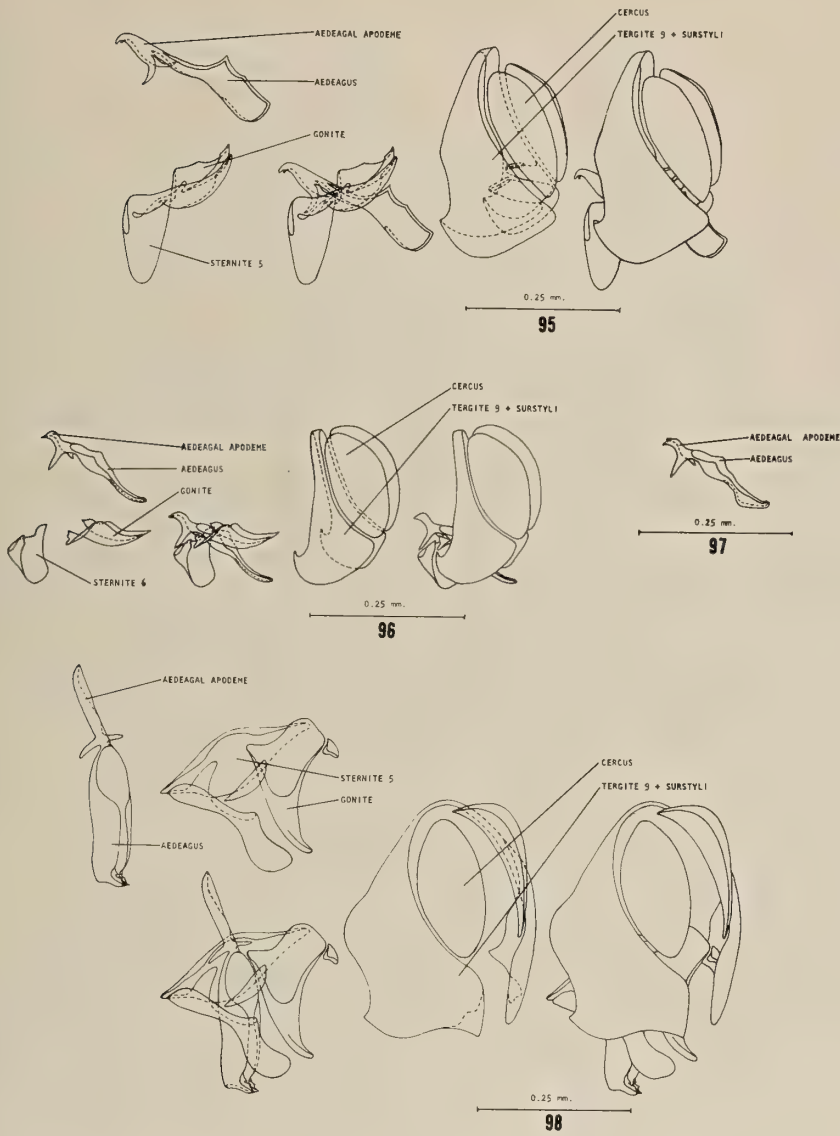 AEDEAGAL APODEME
AEDEAGUS
GONITE
STERNITE 5
CERCUS
TERGITE 9 + SURSTYLI
0.25 mm.
95
AEDEAGAL APODEME
AEDEAGUS
GONITE
STERNITE 6
CERCUS
TERGITE 9 + SURSTYLI
0.25 mm.
96
AEDEAGAL APODEME
AEDEAGUS
0.25 mm.
97
AEDEAGAL APODEME
STERNITE 5
GONITE
AEDEAGUS
CERCUS
TERGITE 9 + SURSTYLI
0.25 mm.
98